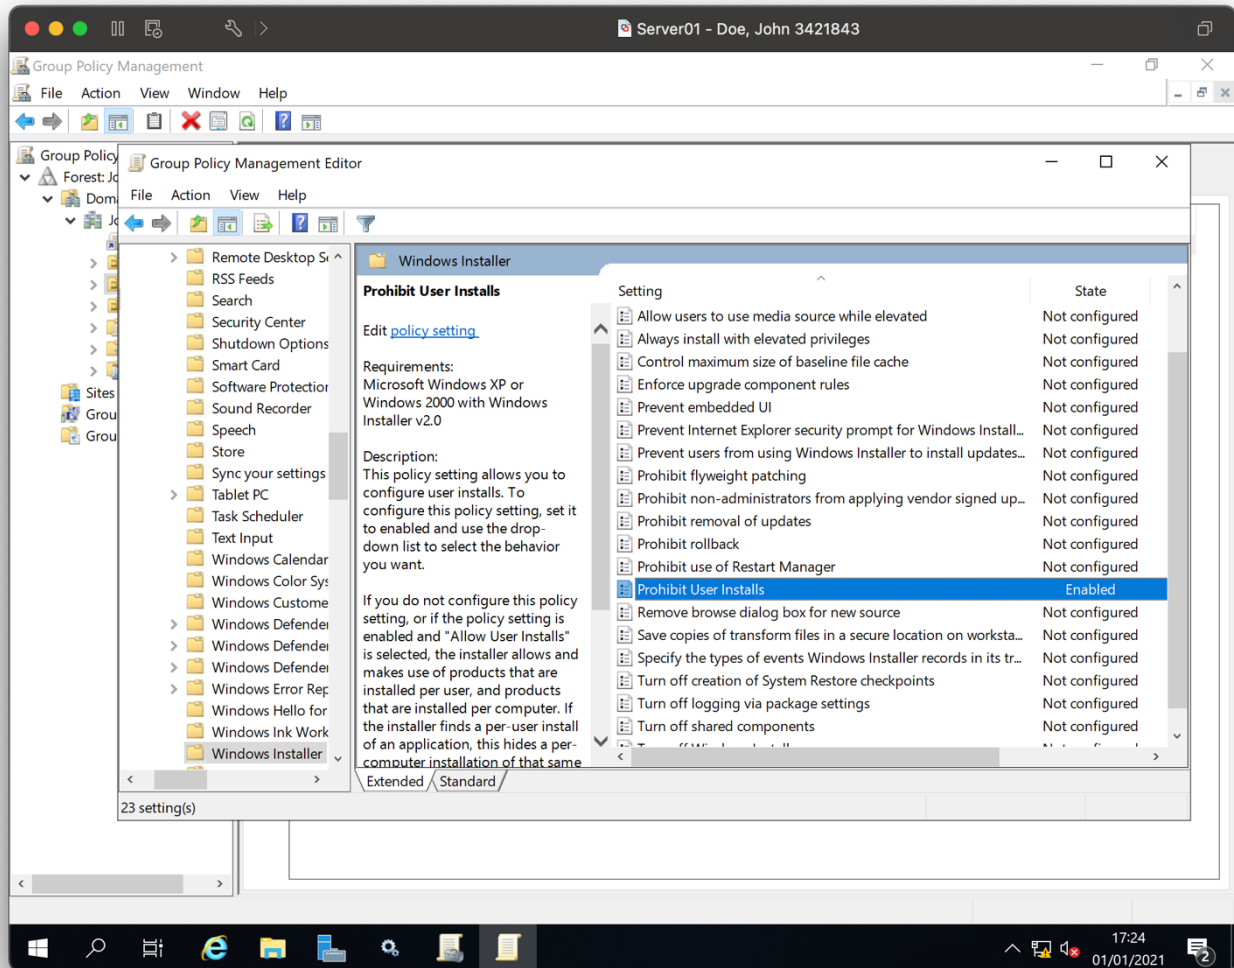 Server01 - Doe, John 3421843
Group Policy Management
File Action View Window Help
Group Policy
Forest: Jo
Doma
Jo
Sites
Grou
Grou
Group Policy Management Editor
File Action View Help
Remote Desktop Se
RSS Feeds
Search
Security Center
Shutdown Options
Smart Card
Software Protection
Sound Recorder
Speech
Store
Sync your settings
Tablet PC
Task Scheduler
Text Input
Windows Calendar
Windows Color Sys
Windows Custome
Windows Defender
Windows Defender
Windows Defender
Windows Error Rep
Windows Hello for
Windows Ink Work
Windows Installer
Windows Installer
Prohibit User Installs
Edit policy setting
Requirements:
Microsoft Windows XP or
Windows 2000 with Windows
Installer v2.0
Description:
This policy setting allows you to
configure user installs. To
configure this policy setting, set it
to enabled and use the drop-
down list to select the behavior
you want.
If you do not configure this policy
setting, or if the policy setting is
enabled and "Allow User Installs"
is selected, the installer allows and
makes use of products that are
installed per user, and products
that are installed per computer. If
the installer finds a per-user install
of an application, this hides a per-
computer installation of that same
Setting State
Allow users to use media source while elevated Not configured
Always install with elevated privileges Not configured
Control maximum size of baseline file cache Not configured
Enforce upgrade component rules Not configured
Prevent embedded UI Not configured
Prevent Internet Explorer security prompt for Windows Install... Not configured
Prevent users from using Windows Installer to install updates... Not configured
Prohibit flyweight patching Not configured
Prohibit non-administrators from applying vendor signed up... Not configured
Prohibit removal of updates Not configured
Prohibit rollback Not configured
Prohibit use of Restart Manager Not configured
Prohibit User Installs Enabled
Remove browse dialog box for new source Not configured
Save copies of transform files in a secure location on worksta... Not configured
Specify the types of events Windows Installer records in its tr... Not configured
Turn off creation of System Restore checkpoints Not configured
Turn off logging via package settings Not configured
Turn off shared components Not configured
Extended Standard
23 setting(s)
17:24
01/01/2021
2